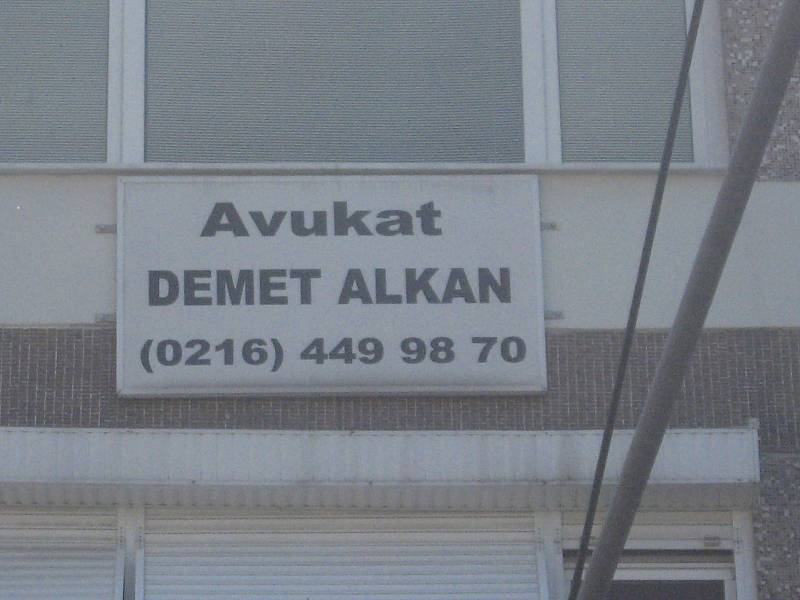 Avukat
DEMET ALKAN
(0216) 449 98 70